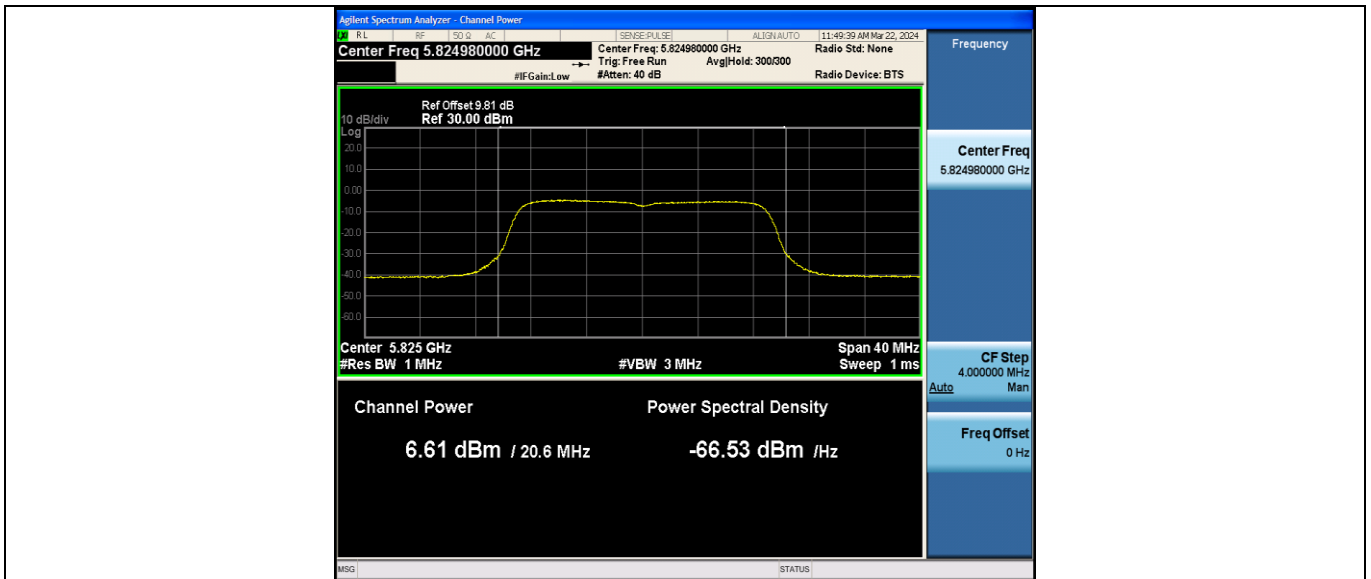 Agilent Spectrum Analyzer - Channel Power
LXI RL RF 50 Ω AC SENSE:PULSE ALIGN AUTO 11:49:39 AM Mar 22, 2024
Center Freq 5.824980000 GHz
Center Freq: 5.824980000 GHz Radio Std: None
Trig: Free Run Avg|Hold: 300/300
#IFGain:Low #Atten: 40 dB Radio Device: BTS
Ref Offset 9.81 dB
10 dB/div Ref 30.00 dBm
Log
20.0
10.0
0.00
-10.0
-20.0
-30.0
-40.0
-50.0
-60.0
Center 5.825 GHz Span 40 MHz
#Res BW 1 MHz #VBW 3 MHz Sweep 1 ms
Channel Power Power Spectral Density
6.61 dBm / 20.6 MHz -66.53 dBm /Hz
MSG STATUS
Frequency
Center Freq
5.824980000 GHz
CF Step
4.000000 MHz
Auto Man
Freq Offset
0 Hz